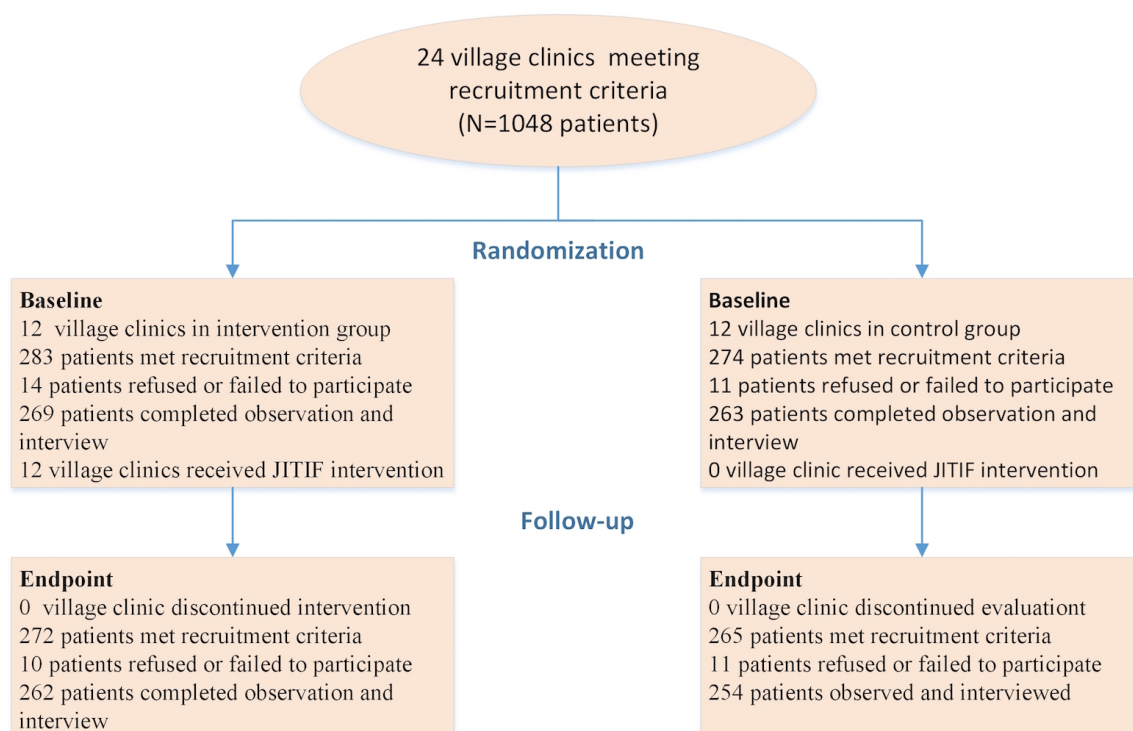 24 village clinics meeting
recruitment criteria
(N=1048 patients)
Randomization
Baseline
12 village clinics in intervention group
283 patients met recruitment criteria
14 patients refused or failed to participate
269 patients completed observation and
interview
12 village clinics received JITIF intervention
Baseline
12 village clinics in control group
274 patients met recruitment criteria
11 patients refused or failed to participate
263 patients completed observation and
interview
0 village clinic received JITIF intervention
Follow-up
Endpoint
0 village clinic discontinued intervention
272 patients met recruitment criteria
10 patients refused or failed to participate
262 patients completed observation and
interview
Endpoint
0 village clinic discontinued evaluationt
265 patients met recruitment criteria
11 patients refused or failed to participate
254 patients observed and interviewed